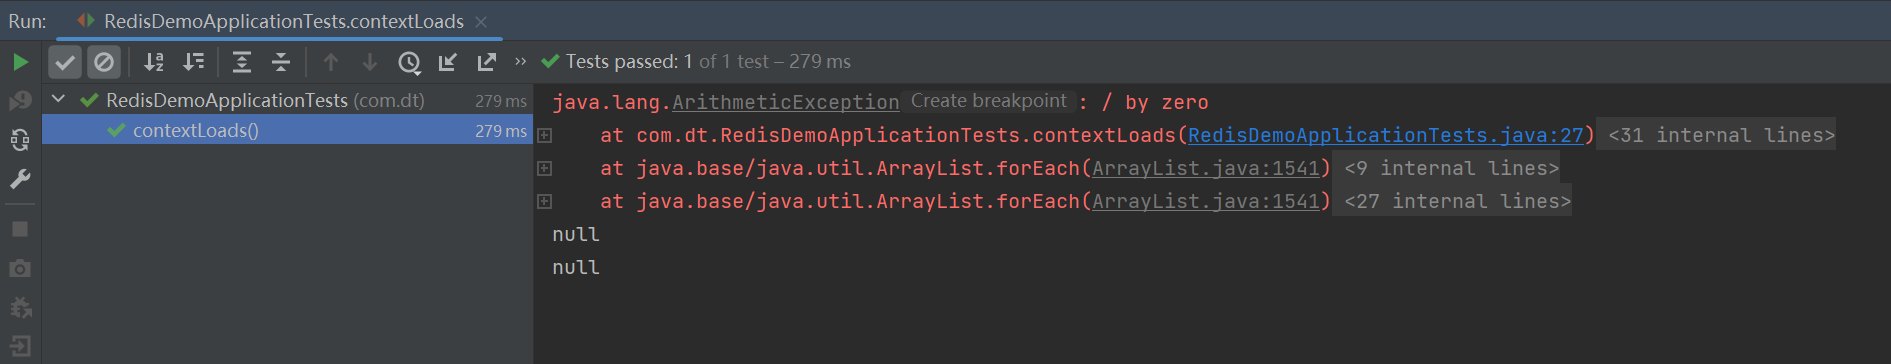 Run: RedisDemoApplicationTests.contextLoads
Tests passed: 1 of 1 test – 279 ms
RedisDemoApplicationTests (com.dt) 279 ms
contextLoads() 279 ms
java.lang.ArithmeticException Create breakpoint : / by zero
at com.dt.RedisDemoApplicationTests.contextLoads(RedisDemoApplicationTests.java:27) <31 internal lines>
at java.base/java.util.ArrayList.forEach(ArrayList.java:1541) <9 internal lines>
at java.base/java.util.ArrayList.forEach(ArrayList.java:1541) <27 internal lines>
null
null